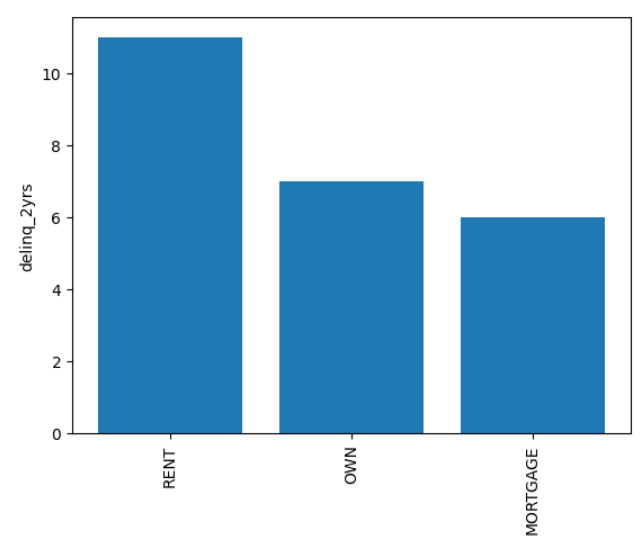 10
8
6
4
2
0
delinq_2yrs
RENT
OWN
MORTGAGE